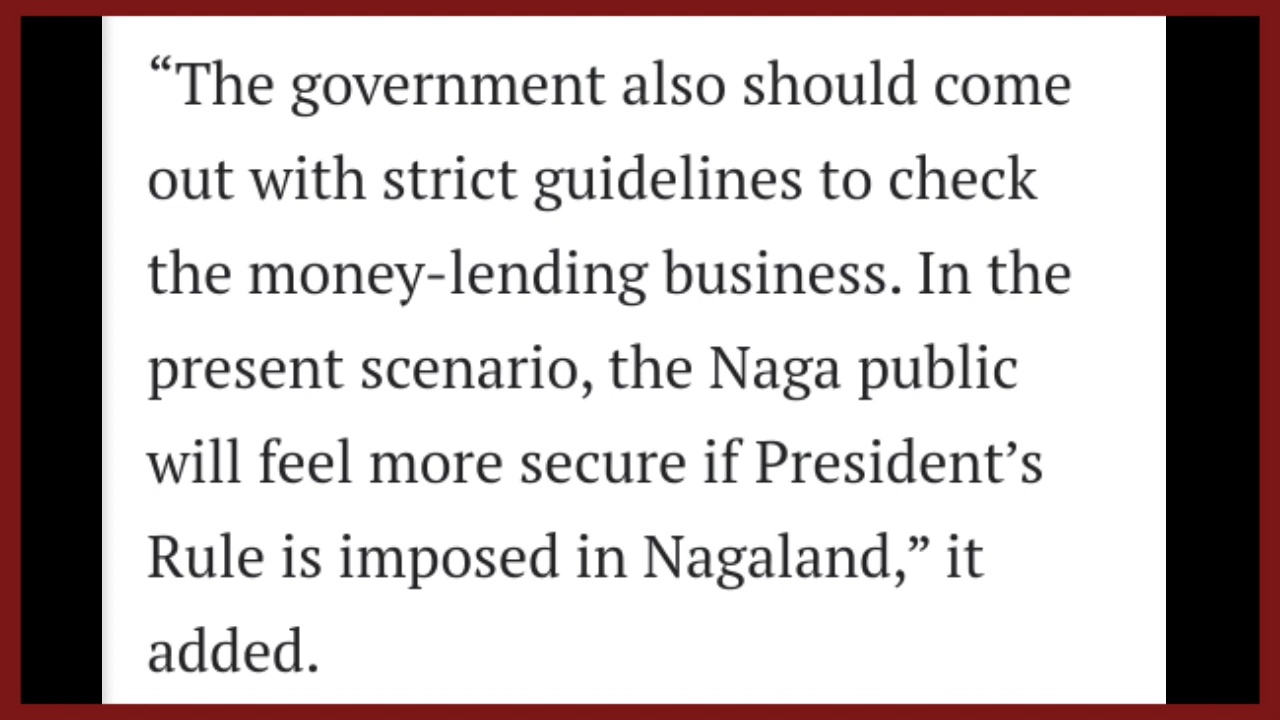 “The government also should come
out with strict guidelines to check
the money-lending business. In the
present scenario, the Naga public
will feel more secure if President’s
Rule is imposed in Nagaland,” it
added.